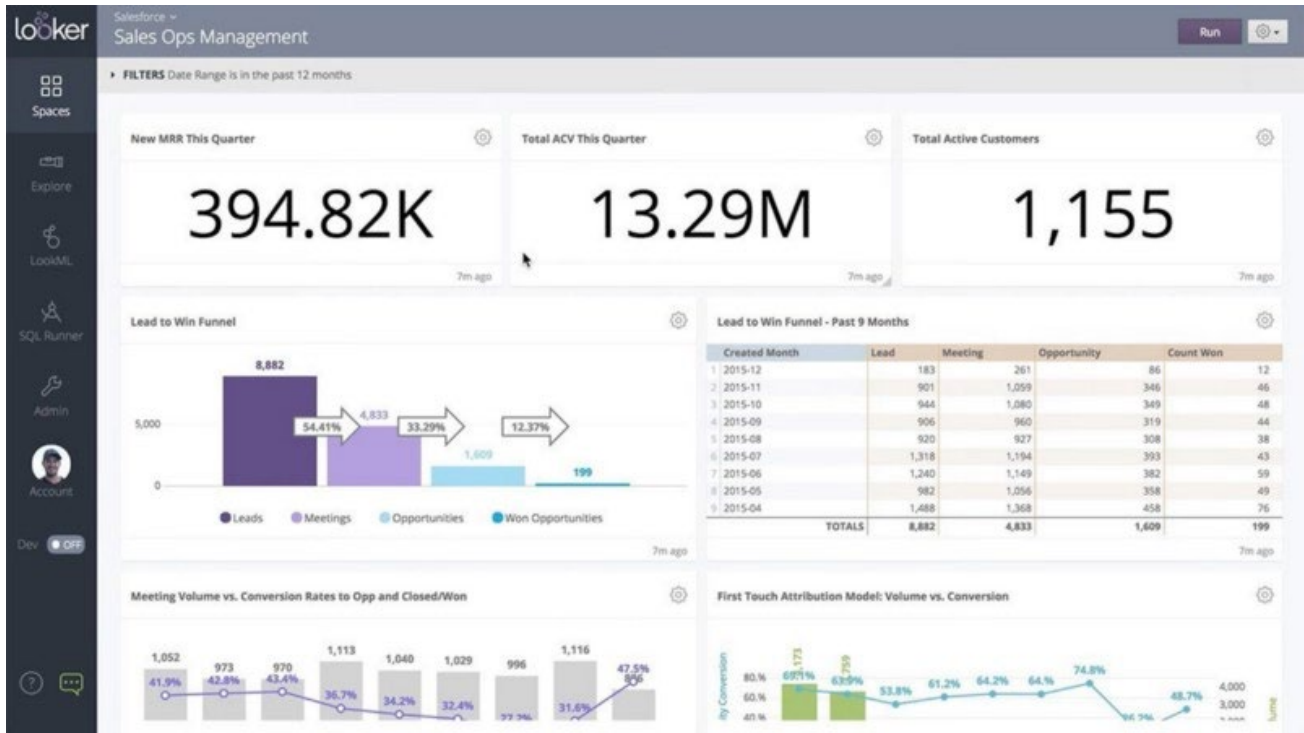 looker
Salesforce
Sales Ops Management
Run
FILTERS Date Range is in the past 12 months
Spaces
Explore
LookML
SQL Runner
Admin
Account
Dev OFF
New MRR This Quarter
394.82K
7m ago
Total ACV This Quarter
13.29M
7m ago
Total Active Customers
1,155
7m ago
Lead to Win Funnel
8,882
5,000
54.41%
4,833
33.29%
12.37%
1,609
199
0
Leads Meetings Opportunities Won Opportunities
7m ago
Lead to Win Funnel - Past 9 Months
Created Month Lead Meeting Opportunity Count Won
1 2015-12 183 261 86 12
2 2015-11 901 1,059 346 46
3 2015-10 944 1,080 349 48
4 2015-09 906 960 319 44
5 2015-08 920 927 308 38
6 2015-07 1,318 1,194 393 43
7 2015-06 1,240 1,149 382 59
8 2015-05 982 1,056 358 49
9 2015-04 1,488 1,368 458 76
TOTALS 8,882 4,833 1,609 199
7m ago
Meeting Volume vs. Conversion Rates to Opp and Closed/Won
1,052 973 970 1,113 1,040 1,029 996 1,116
41.9% 42.8% 43.4% 36.7% 34.2% 32.4% 27.2% 31.6% 47.5%
First Touch Attribution Model: Volume vs. Conversion
80.% 60.% 40.%
69.1% 63.9% 53.8% 61.2% 64.2% 64.% 74.8% 48.7%
4,000
3,000
?